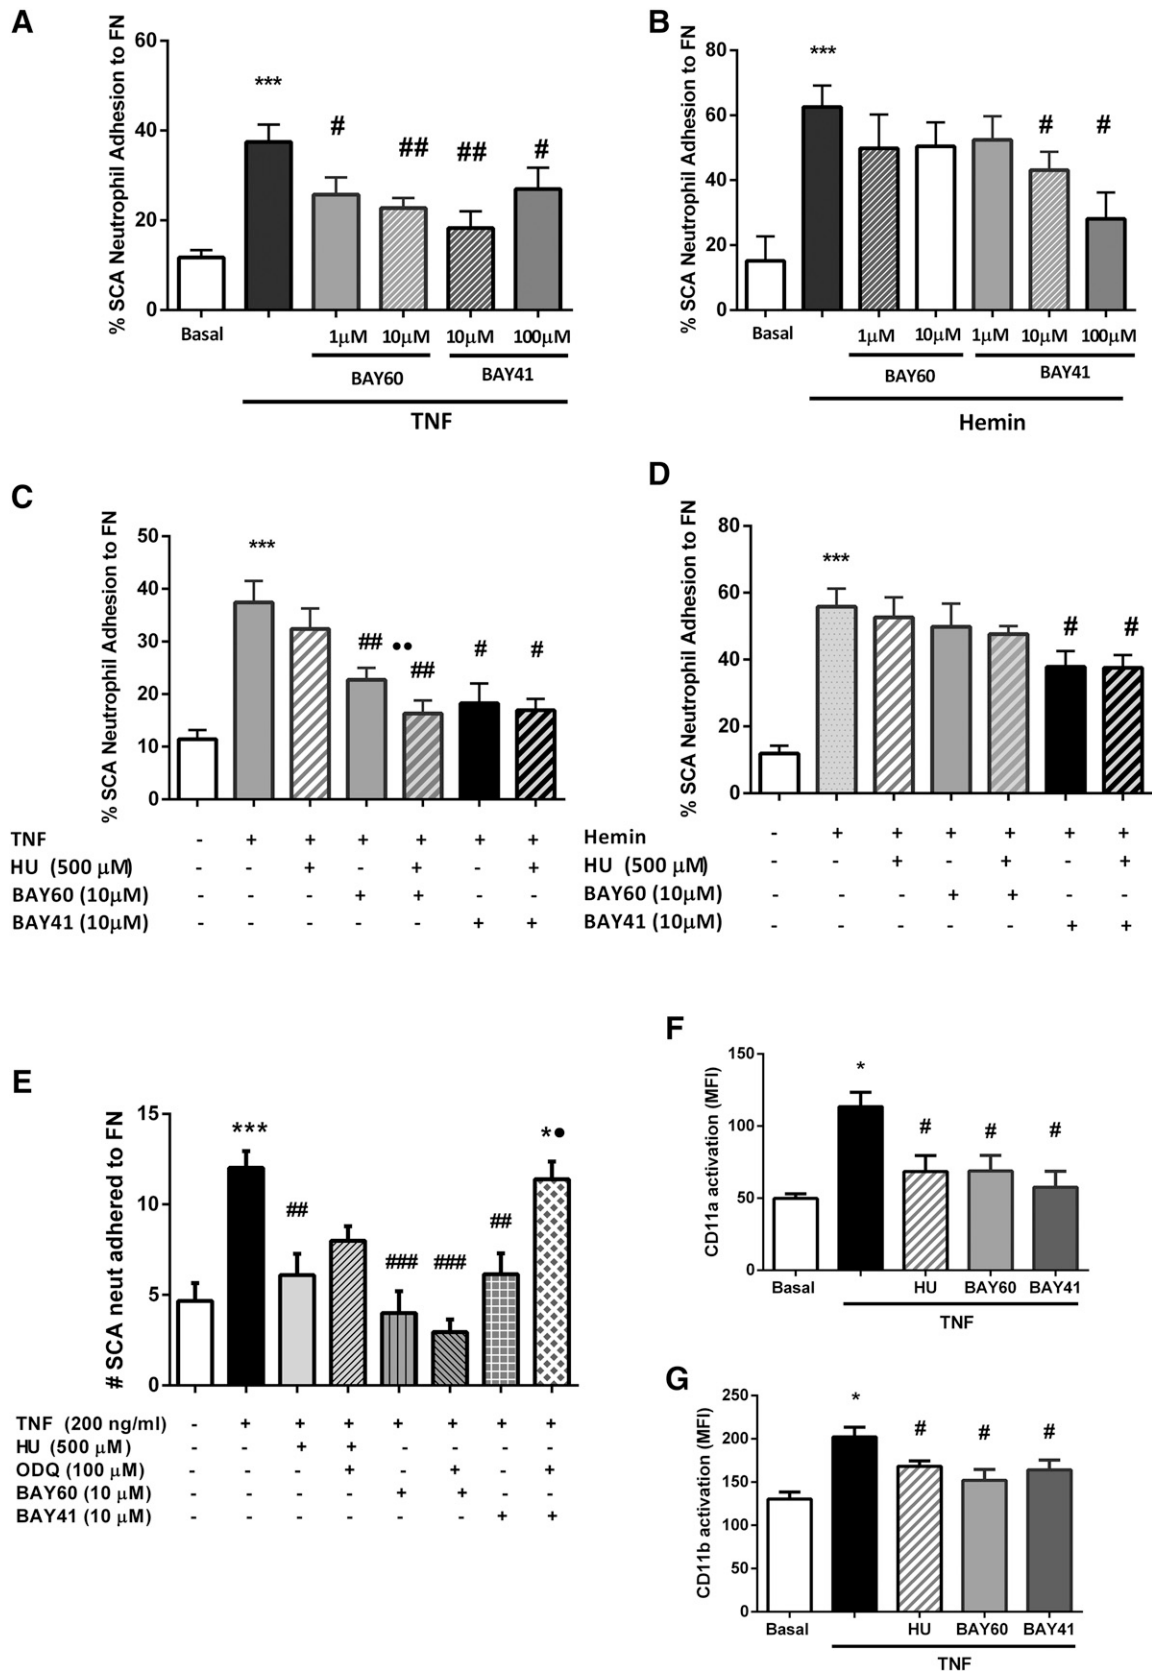 A
% SCA Neutrophil Adhesion to FN
60
40
20
0
***
#
##
##
#
Basal
1μM 10μM 10μM 100μM
BAY60 BAY41
TNF
B
% SCA Neutrophil Adhesion to FN
80
60
40
20
0
***
#
#
Basal
1μM 10μM 1μM 10μM 100μM
BAY60 BAY41
Hemin
C
% SCA Neutrophil Adhesion to FN
50
40
30
20
10
0
***
##
••
##
#
#
TNF - + + + + + +
HU (500 μM) - - + - + - +
BAY60 (10μM) - - - + + - -
BAY41 (10μM) - - - - - + +
D
% SCA Neutrophil Adhesion to FN
80
60
40
20
0
***
#
#
Hemin - + + + + + +
HU (500 μM) - - + - + - +
BAY60 (10μM) - - - + + - -
BAY41 (10μM) - - - - - + +
E
# SCA neut adhered to FN
15
10
5
0
***
##
###
###
##
*•
TNF (200 ng/ml) - + + + + + + +
HU (500 μM) - - + + - - - -
ODQ (100 μM) - - - + - + - +
BAY60 (10 μM) - - - - + + - -
BAY41 (10 μM) - - - - - - + +
F
CD11a activation (MFI)
150
100
50
0
*
#
#
#
Basal HU BAY60 BAY41
TNF
G
CD11b activation (MFI)
250
200
150
100
50
0
*
#
#
#
Basal HU BAY60 BAY41
TNF